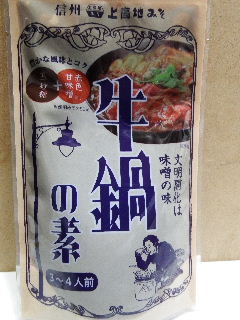 信州 上高地みそ
豊かな風味とコク
赤色
甘味噌
牛鍋
の素
文明開化は
味噌の味
3〜4人前